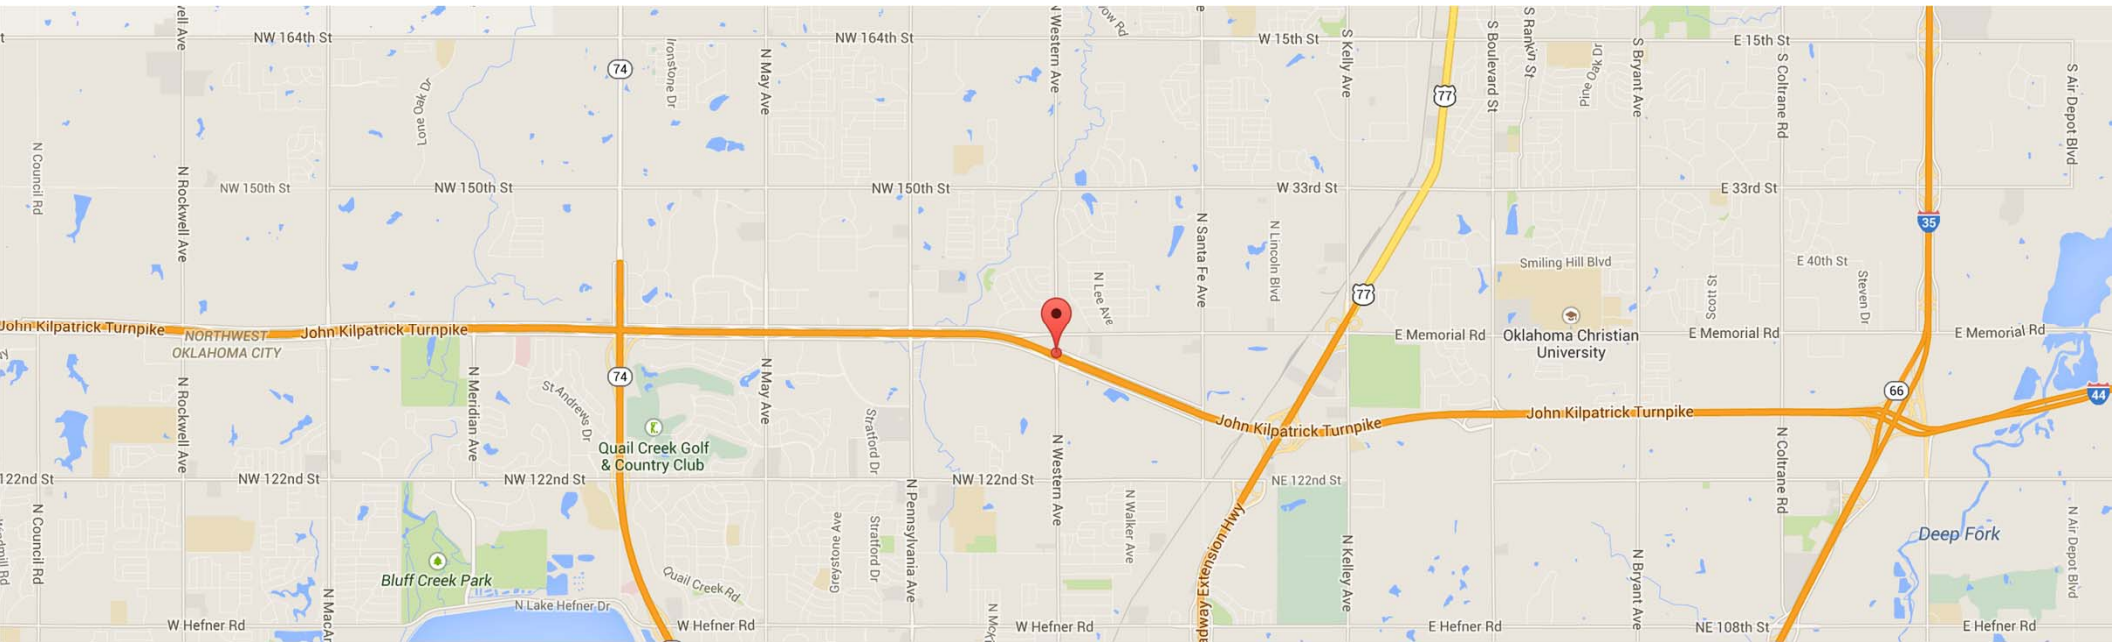 NW 164th St
NW 164th St
W 15th St
E 15th St
74
Ironstone Dr
N May Ave
N Western Ave
S Kelly Ave
77
S Boulevard St
S Rankin St
Pine Oak Dr
S Bryant Ave
S Coltrane Rd
S Air Depot Blvd
Lone Oak Dr
N Council Rd
N Rockwell Ave
NW 150th St
NW 150th St
NW 150th St
W 33rd St
E 33rd St
35
N Santa Fe Ave
N Lincoln Blvd
N Lee Ave
Smiling Hill Blvd
E 40th St
Scott St
Steven Dr
77
John Kilpatrick Turnpike
NORTHWEST
OKLAHOMA CITY
John Kilpatrick Turnpike
E Memorial Rd
Oklahoma Christian
University
E Memorial Rd
E Memorial Rd
74
66
44
N Rockwell Ave
N Meridian Ave
St Andrews Dr
N May Ave
Stratford Dr
John Kilpatrick Turnpike
John Kilpatrick Turnpike
Quail Creek Golf
& Country Club
N Western Ave
N Coltrane Rd
122nd St
NW 122nd St
NW 122nd St
NW 122nd St
NE 122nd St
N Council Rd
N Pennsylvania Ave
Greystone Ave
Stratford Dr
N Walker Ave
Extension Hwy
N Kelley Ave
N Bryant Ave
Deep Fork
N Air Depot Blvd
Bluff Creek Park
Quail Creek Rd
N Lake Hefner Dr
W Hefner Rd
W Hefner Rd
W Hefner Rd
E Hefner Rd
NE 108th St
E Hefner Rd